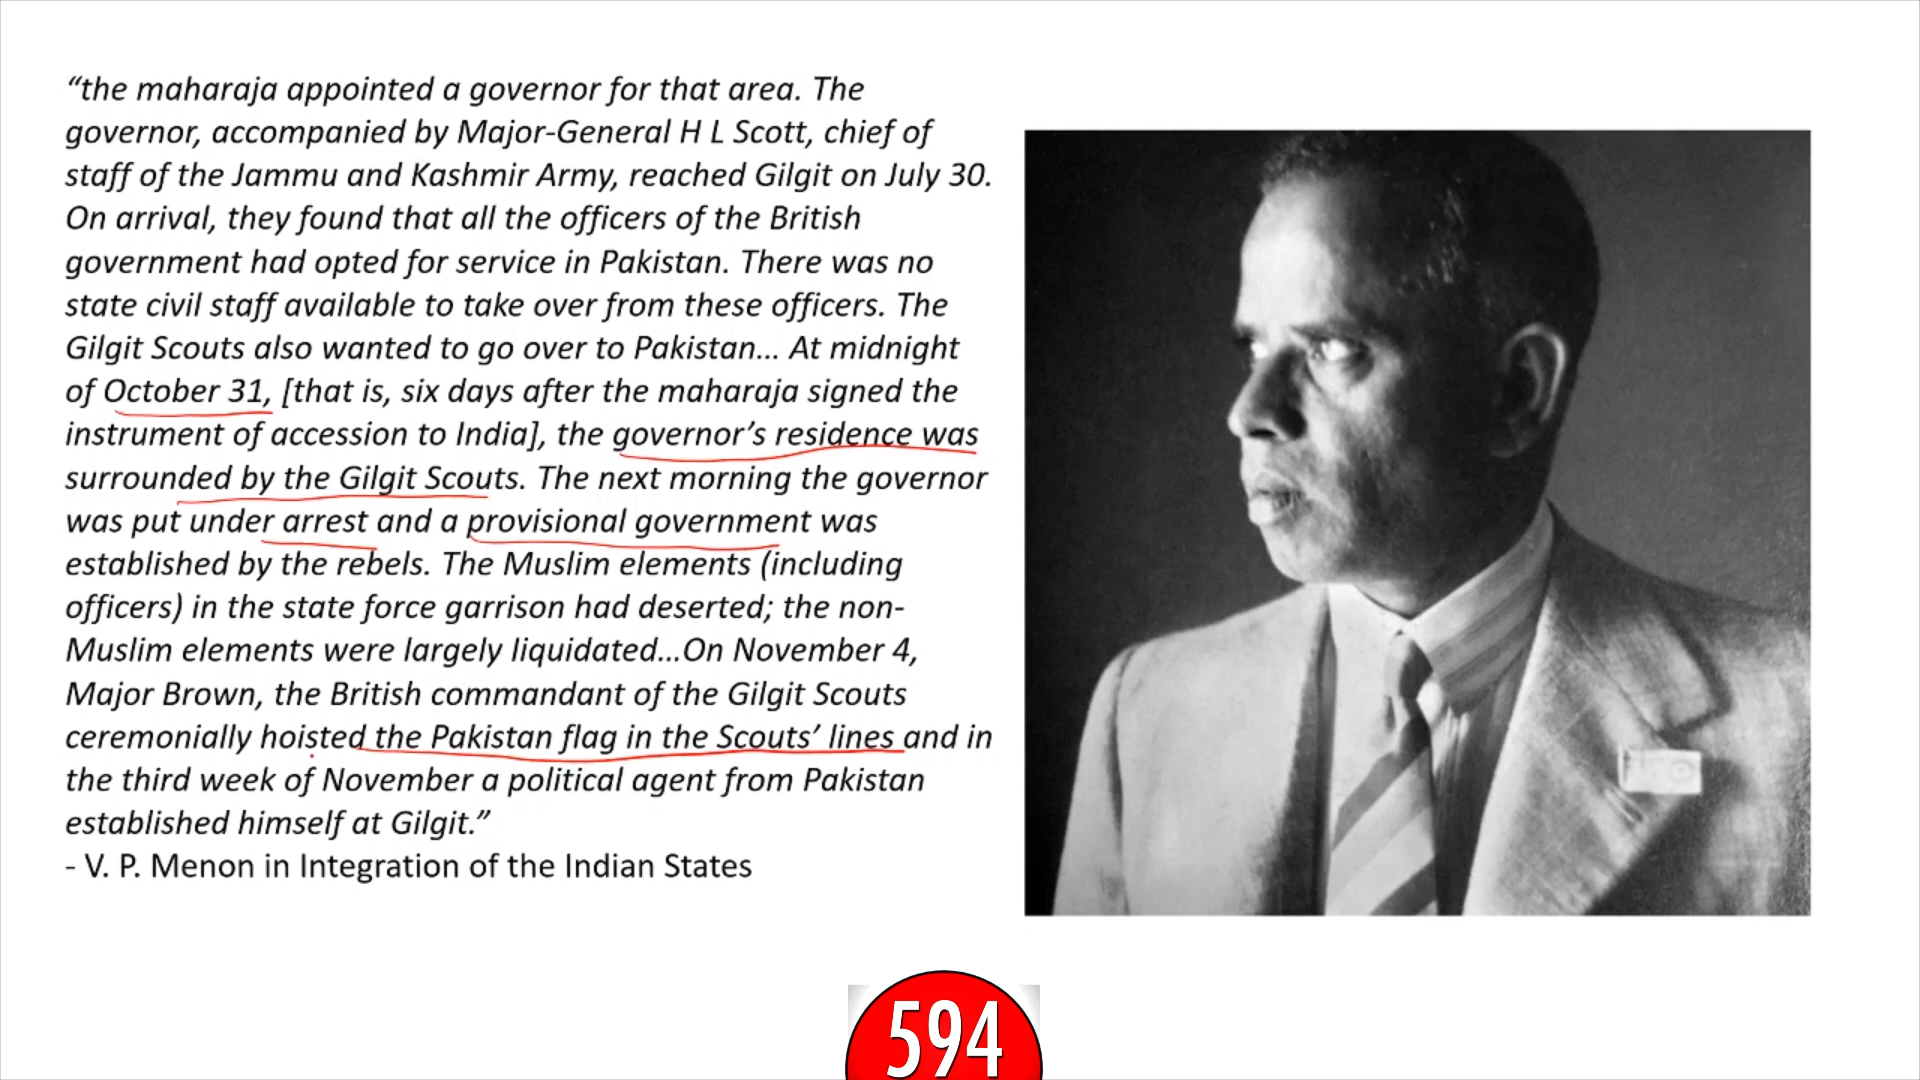 “the maharaja appointed a governor for that area. The
governor, accompanied by Major-General H L Scott, chief of
staff of the Jammu and Kashmir Army, reached Gilgit on July 30.
On arrival, they found that all the officers of the British
government had opted for service in Pakistan. There was no
state civil staff available to take over from these officers. The
Gilgit Scouts also wanted to go over to Pakistan… At midnight
of October 31, [that is, six days after the maharaja signed the
instrument of accession to India], the governor’s residence was
surrounded by the Gilgit Scouts. The next morning the governor
was put under arrest and a provisional government was
established by the rebels. The Muslim elements (including
officers) in the state force garrison had deserted; the non-
Muslim elements were largely liquidated…On November 4,
Major Brown, the British commandant of the Gilgit Scouts
ceremonially hoisted the Pakistan flag in the Scouts’ lines and in
the third week of November a political agent from Pakistan
established himself at Gilgit.”
- V. P. Menon in Integration of the Indian States
594